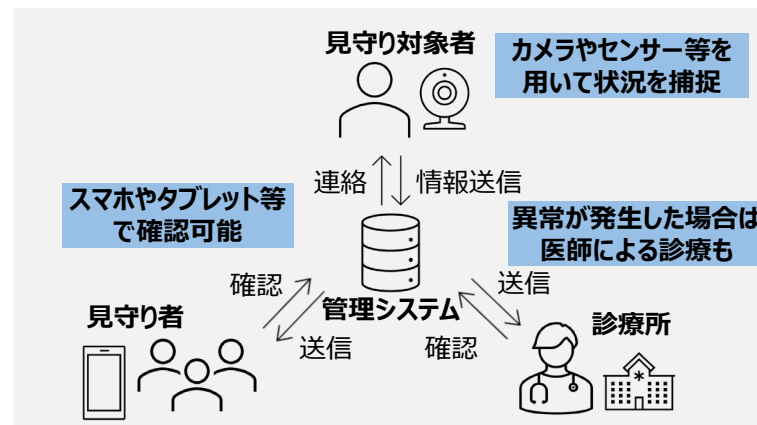 見守り対象者
カメラやセンサー等を
用いて状況を捕捉
連絡
情報送信
スマホやタブレット等
で確認可能
異常が発生した場合は
医師による診療も
確認
送信
管理システム
見守り者
診療所
送信
確認